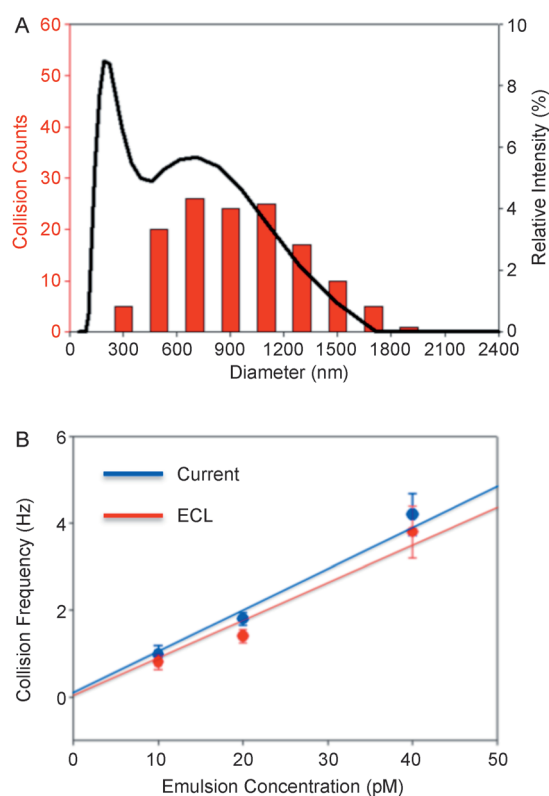 A
60
50
40
30
20
10
0
Collision Counts
10
8
6
4
2
0
Relative Intensity (%)
0 300 600 900 1200 1500 1800 2100 2400
Diameter (nm)
B
6
4
2
0
Collision Frequency (Hz)
Current
ECL
0 10 20 30 40 50
Emulsion Concentration (pM)